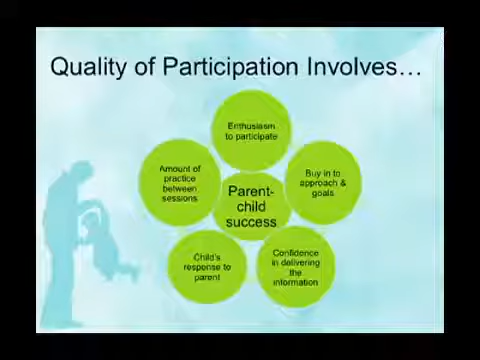 Quality of Participation Involves…
Enthusiasm
to participate
Buy in to
approach &
goals
Confidence
in delivering
the
information
Child's
response to
parent
Amount of
practice
between
sessions
Parent-
child
success